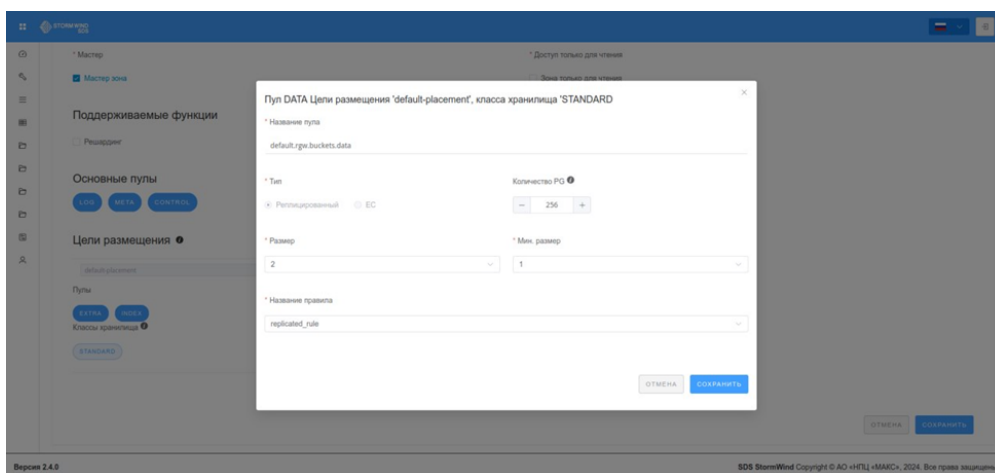 STORMWIND
SDS
* Мастер
* Доступ только для чтения
Мастер зона
Зона только для чтения
Поддерживаемые функции
Решардинг
Основные пулы
LOG META CONTROL
Цели размещения
default-placement
Пулы
EXTRA INDEX
Классы хранилища
STANDARD
Пул DATA Цели размещения 'default-placement', класса хранилища 'STANDARD
* Название пула
default.rgw.buckets.data
* Тип
Количество PG
Реплицированный EC
256
* Размер
* Мин. размер
2
1
* Название правила
replicated_rule
ОТМЕНА СОХРАНИТЬ
ОТМЕНА СОХРАНИТЬ
Версия 2.4.0
SDS StormWind Copyright © АО «НПЦ «МАКС», 2024. Все права защищены